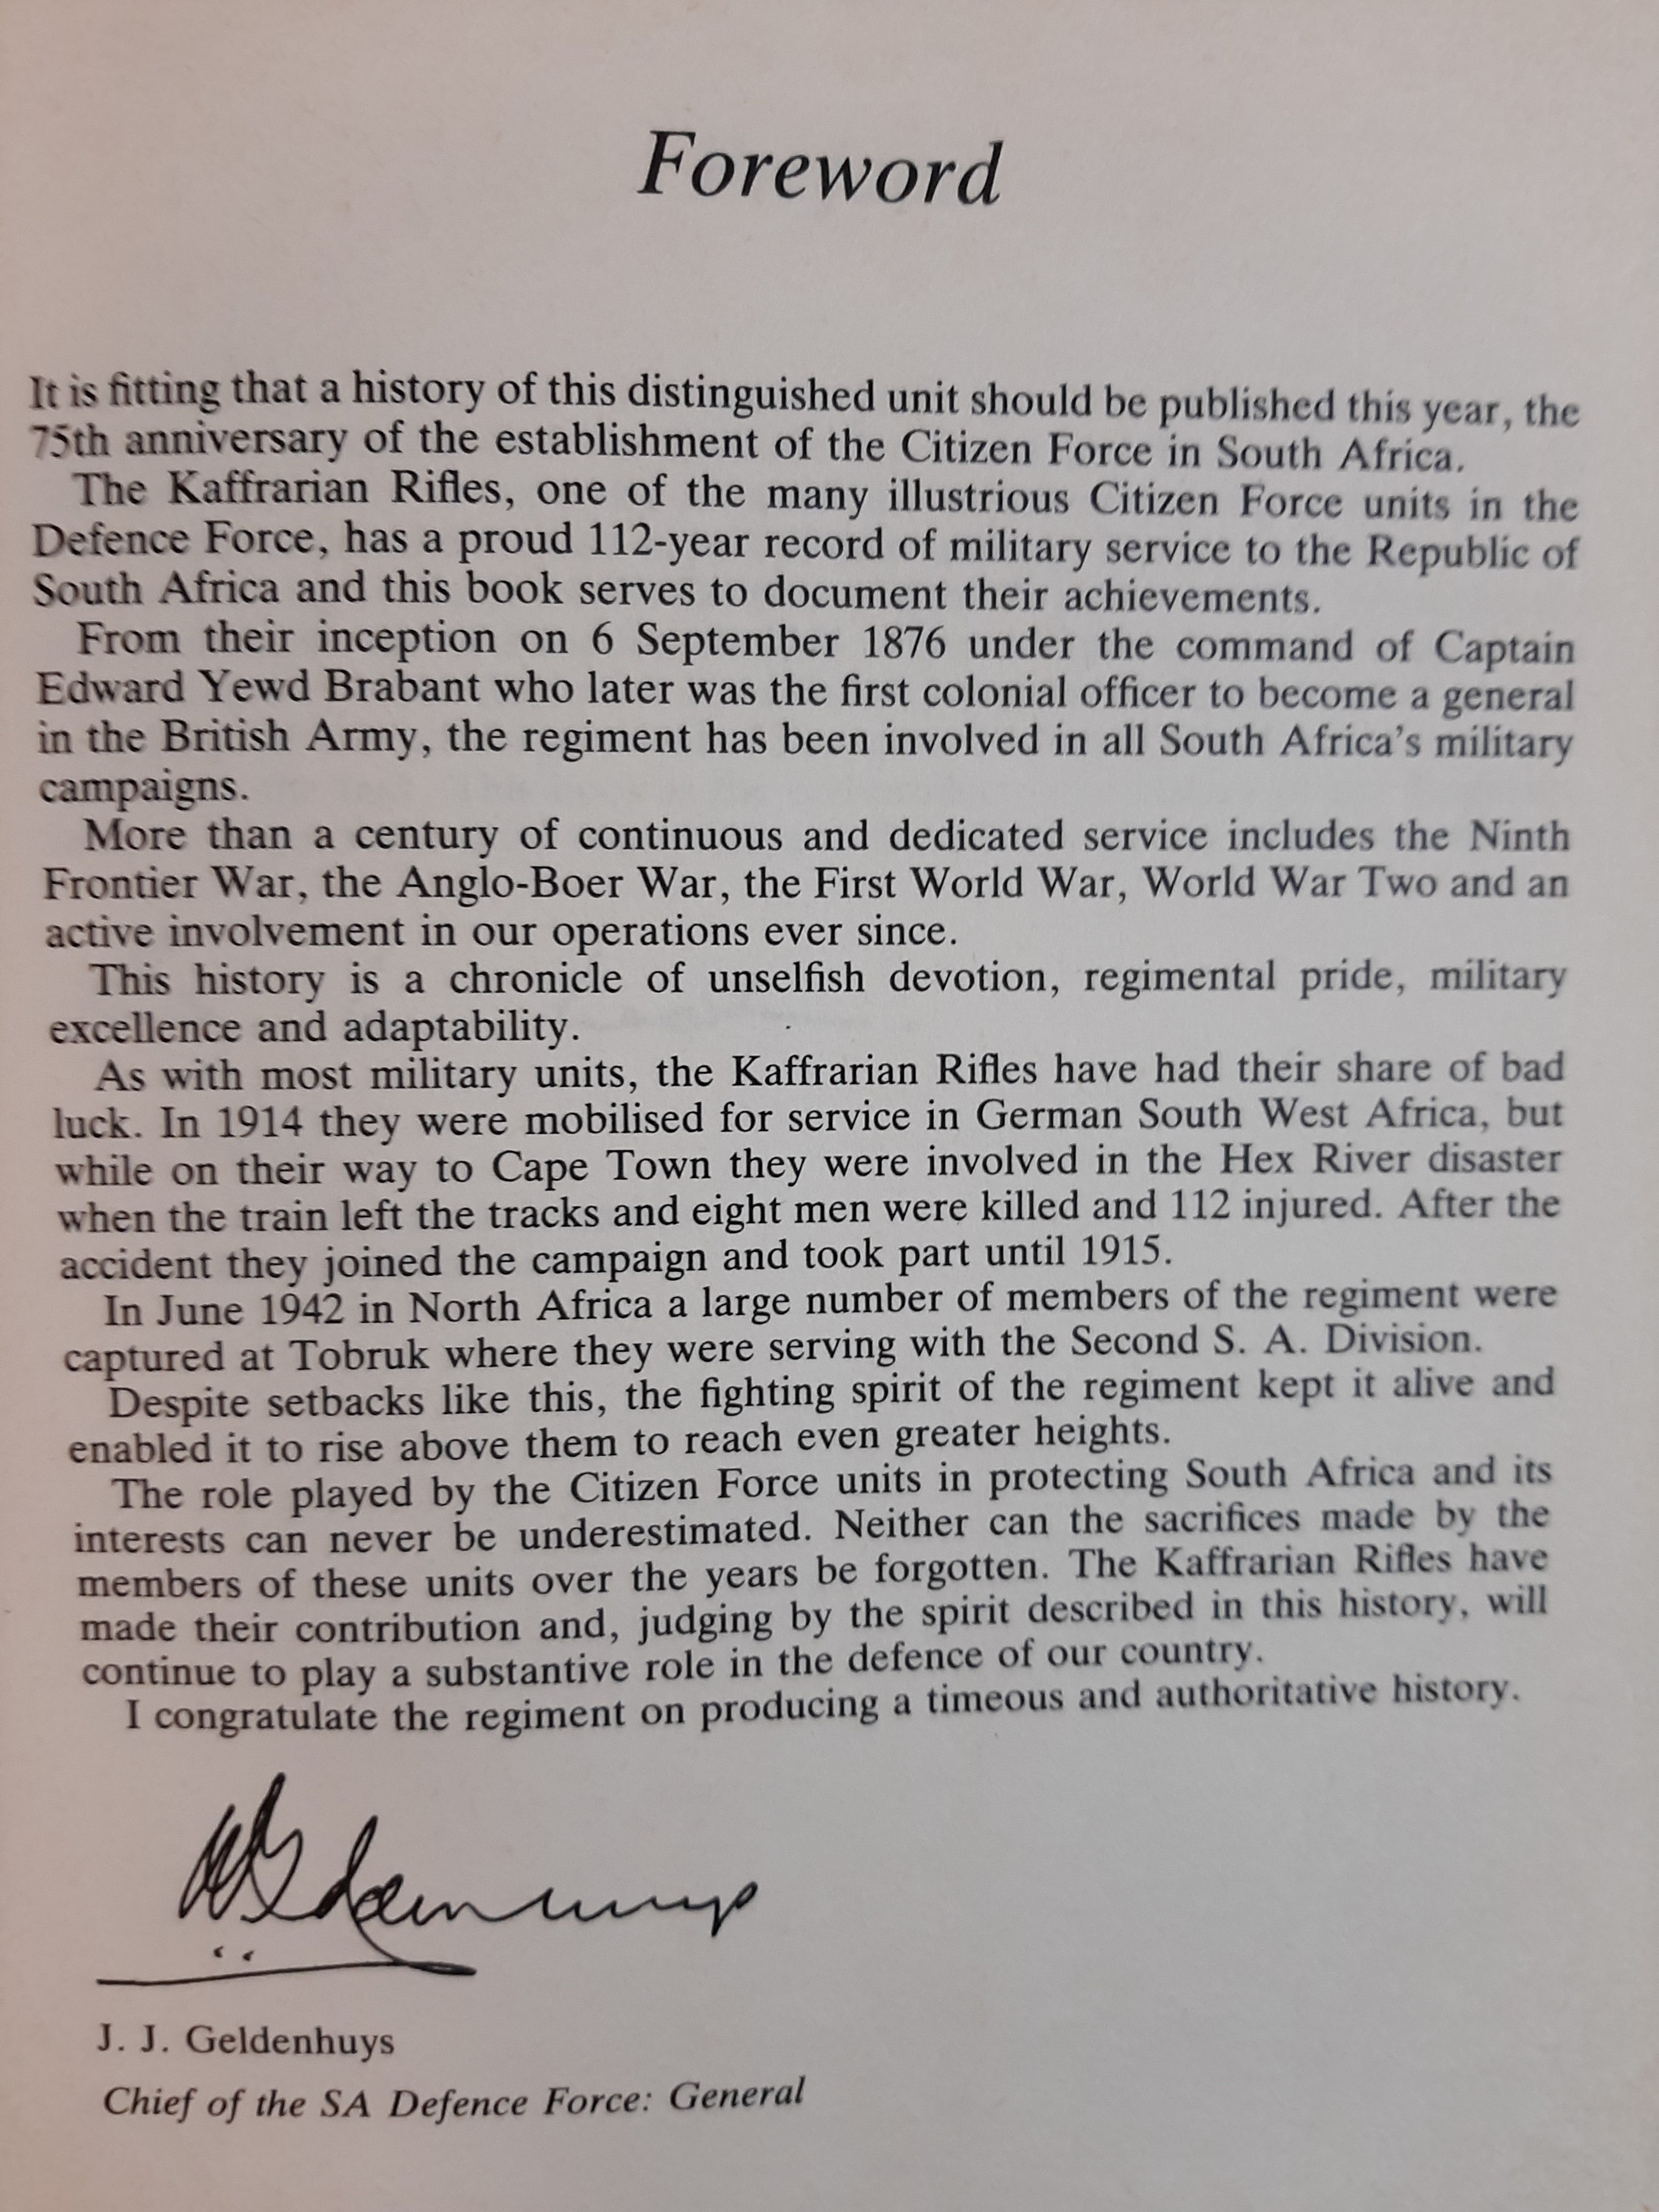 Foreword
It is fitting that a history of this distinguished unit should be published this year, the
75th anniversary of the establishment of the Citizen Force in South Africa.
The Kaffrarian Rifles, one of the many illustrious Citizen Force units in the
Defence Force, has a proud 112-year record of military service to the Republic of
South Africa and this book serves to document their achievements.
From their inception on 6 September 1876 under the command of Captain
Edward Yewd Brabant who later was the first colonial officer to become a general
in the British Army, the regiment has been involved in all South Africa's military
campaigns.
More than a century of continuous and dedicated service includes the Ninth
Frontier War, the Anglo-Boer War, the First World War, World War Two and an
active involvement in our operations ever since.
This history is a chronicle of unselfish devotion, regimental pride, military
excellence and adaptability.
As with most military units, the Kaffrarian Rifles have had their share of bad
luck. In 1914 they were mobilised for service in German South West Africa, but
while on their way to Cape Town they were involved in the Hex River disaster
when the train left the tracks and eight men were killed and 112 injured. After the
accident they joined the campaign and took part until 1915.
In June 1942 in North Africa a large number of members of the regiment were
captured at Tobruk where they were serving with the Second S. A. Division.
Despite setbacks like this, the fighting spirit of the regiment kept it alive and
enabled it to rise above them to reach even greater heights.
The role played by the Citizen Force units in protecting South Africa and its
interests can never be underestimated. Neither can the sacrifices made by the
members of these units over the years be forgotten. The Kaffrarian Rifles have
made their contribution and, judging by the spirit described in this history, will
continue to play a substantive role in the defence of our country.
I congratulate the regiment on producing a timeous and authoritative history.
J. J. Geldenhuys
Chief of the SA Defence Force: General